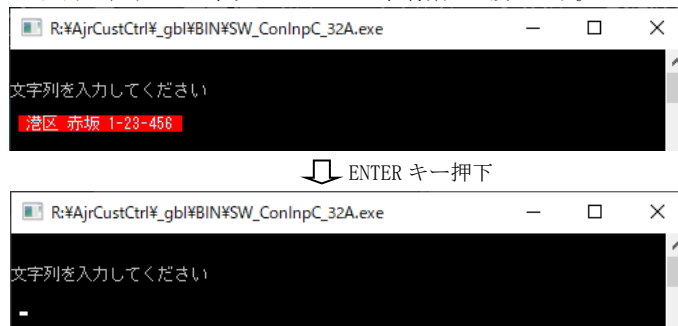 R:¥AjrCustCtrl¥_gbl¥BIN¥SW_ConInpC_32A.exe
文字列を入力してください
港区 赤坂 1-23-456
ENTER キー押下
R:¥AjrCustCtrl¥_gbl¥BIN¥SW_ConInpC_32A.exe
文字列を入力してください